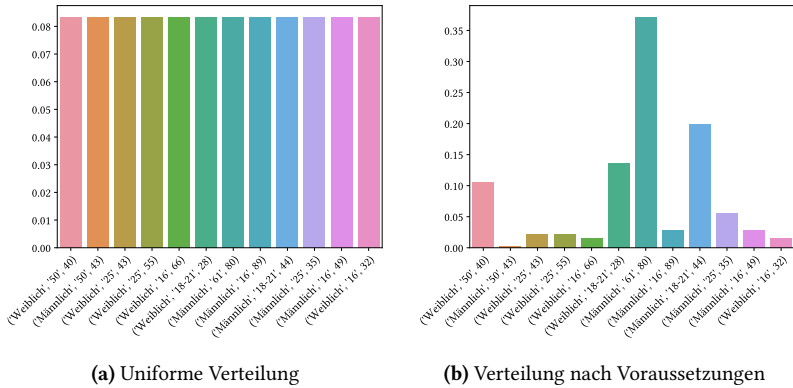 0.08
0.07
0.06
0.05
0.04
0.03
0.02
0.01
0.00
('Weiblich', '50', 40)
('Männlich', '50', 43)
('Weiblich', '25', 43)
('Weiblich', '25', 55)
('Weiblich', '16', 66)
('Weiblich', '18-21', 28)
('Männlich', '61', 80)
('Männlich', '16', 89)
('Männlich', '18-21', 44)
('Männlich', '25', 35)
('Männlich', '16', 49)
('Weiblich', '16', 32)
(a) Uniforme Verteilung
0.35
0.30
0.25
0.20
0.15
0.10
0.05
0.00
('Weiblich', '50', 40)
('Männlich', '50', 43)
('Weiblich', '25', 43)
('Weiblich', '25', 55)
('Weiblich', '16', 66)
('Weiblich', '18-21', 28)
('Männlich', '61', 80)
('Männlich', '16', 89)
('Männlich', '18-21', 44)
('Männlich', '25', 35)
('Männlich', '16', 49)
('Weiblich', '16', 32)
(b) Verteilung nach Voraussetzungen